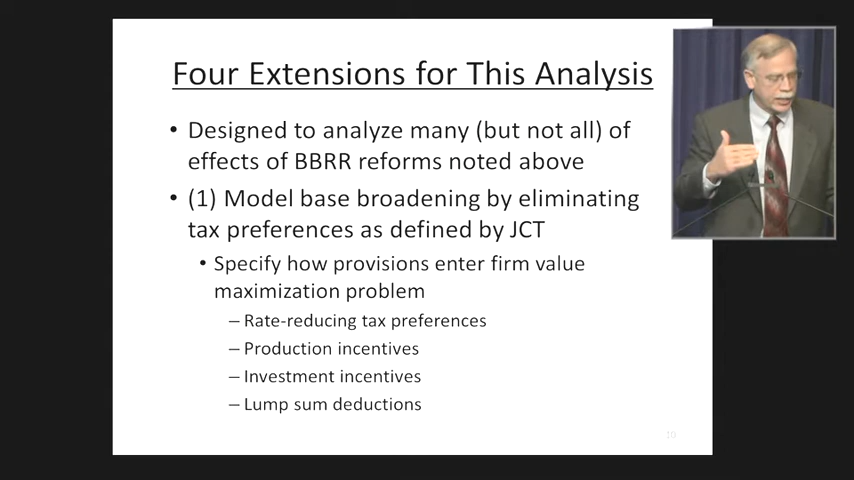 Four Extensions for This Analysis
• Designed to analyze many (but not all) of
effects of BBRR reforms noted above
• (1) Model base broadening by eliminating
tax preferences as defined by JCT
• Specify how provisions enter firm value
maximization problem
– Rate-reducing tax preferences
– Production incentives
– Investment incentives
– Lump sum deductions
10